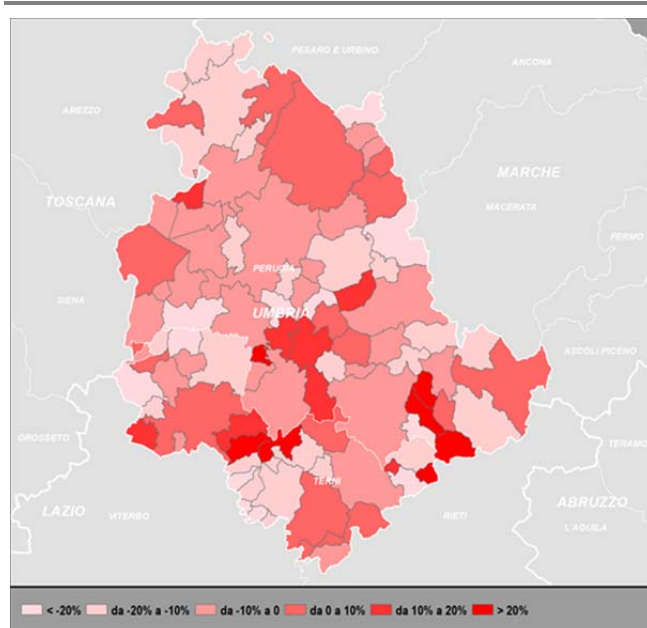 PESARO E URBINO
ANCONA
AREZZO
MARCHE
TOSCANA
MACERATA
FERMO
PERUGIA
SIENA
UMBRIA
ASCOLI PICENO
GROSSETO
TERAMO
TERNI
ABRUZZO
LAZIO
VITERBO
RIETI
L'AQUILA
< -20% da -20% a -10% da -10% a 0 da 0 a 10% da 10% a 20% > 20%